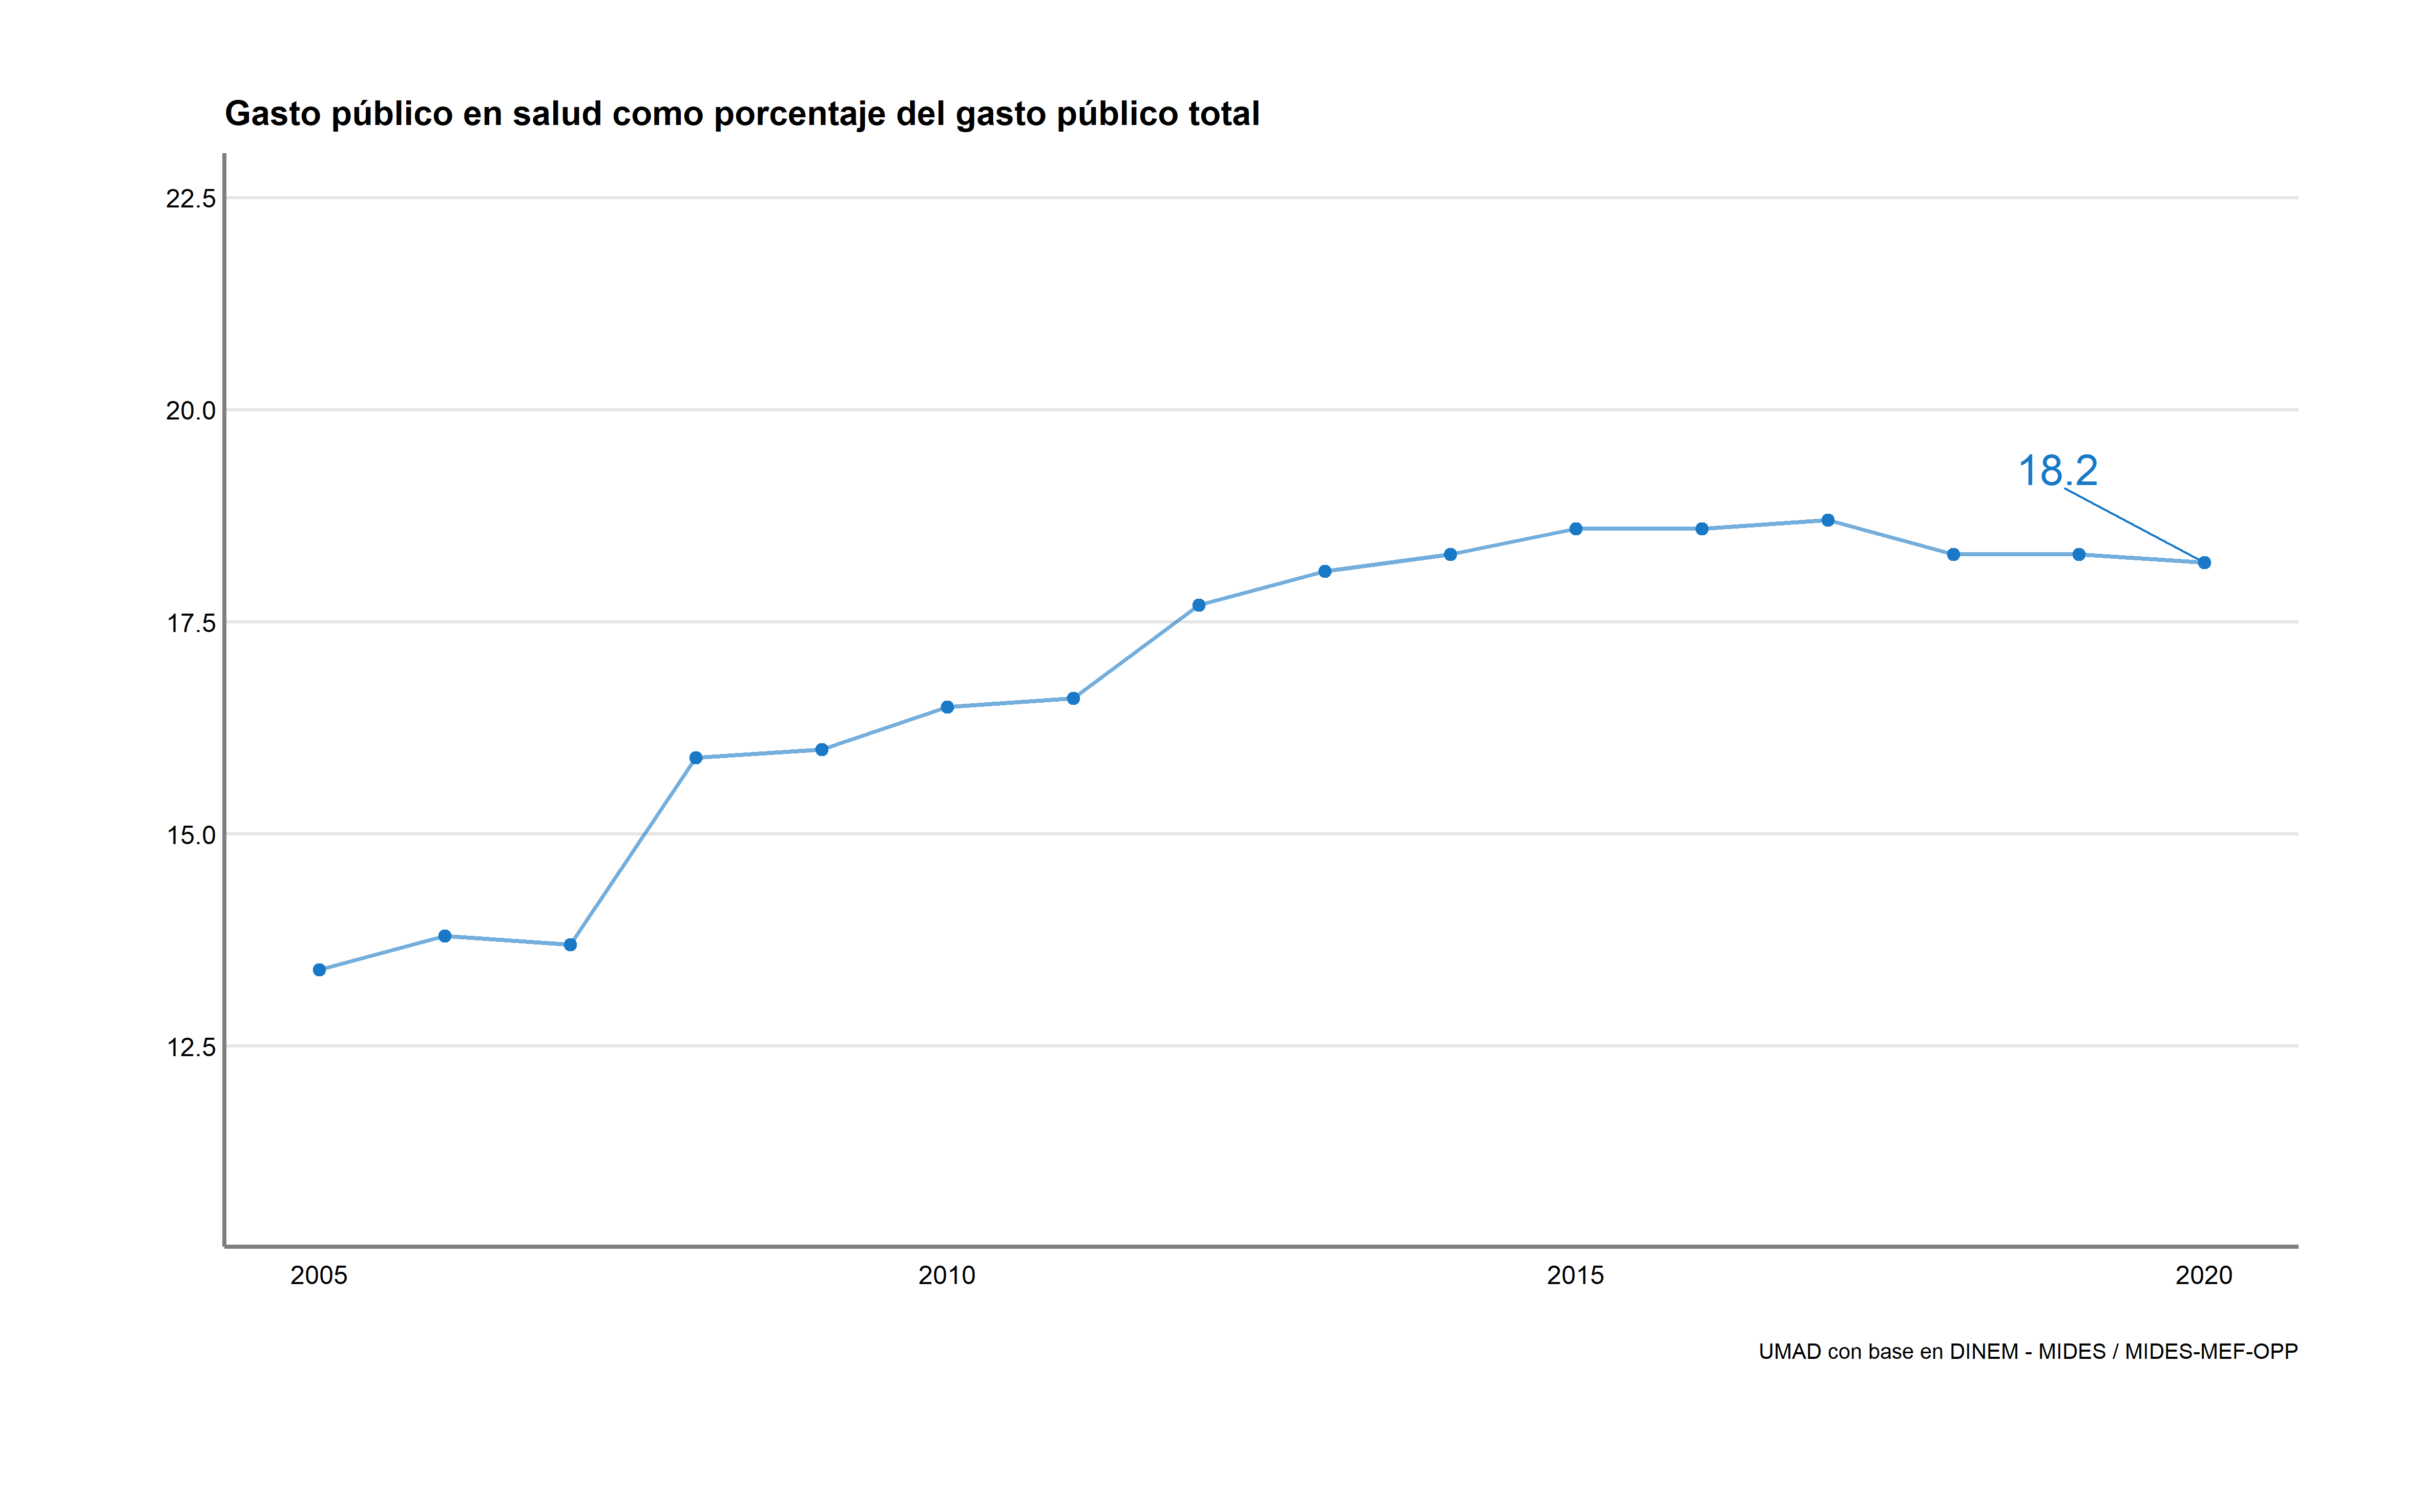 Gasto público en salud como porcentaje del gasto público total
22.5
20.0
18.2
17.5
15.0
12.5
2005 2010 2015 2020
UMAD con base en DINEM - MIDES / MIDES-MEF-OPP